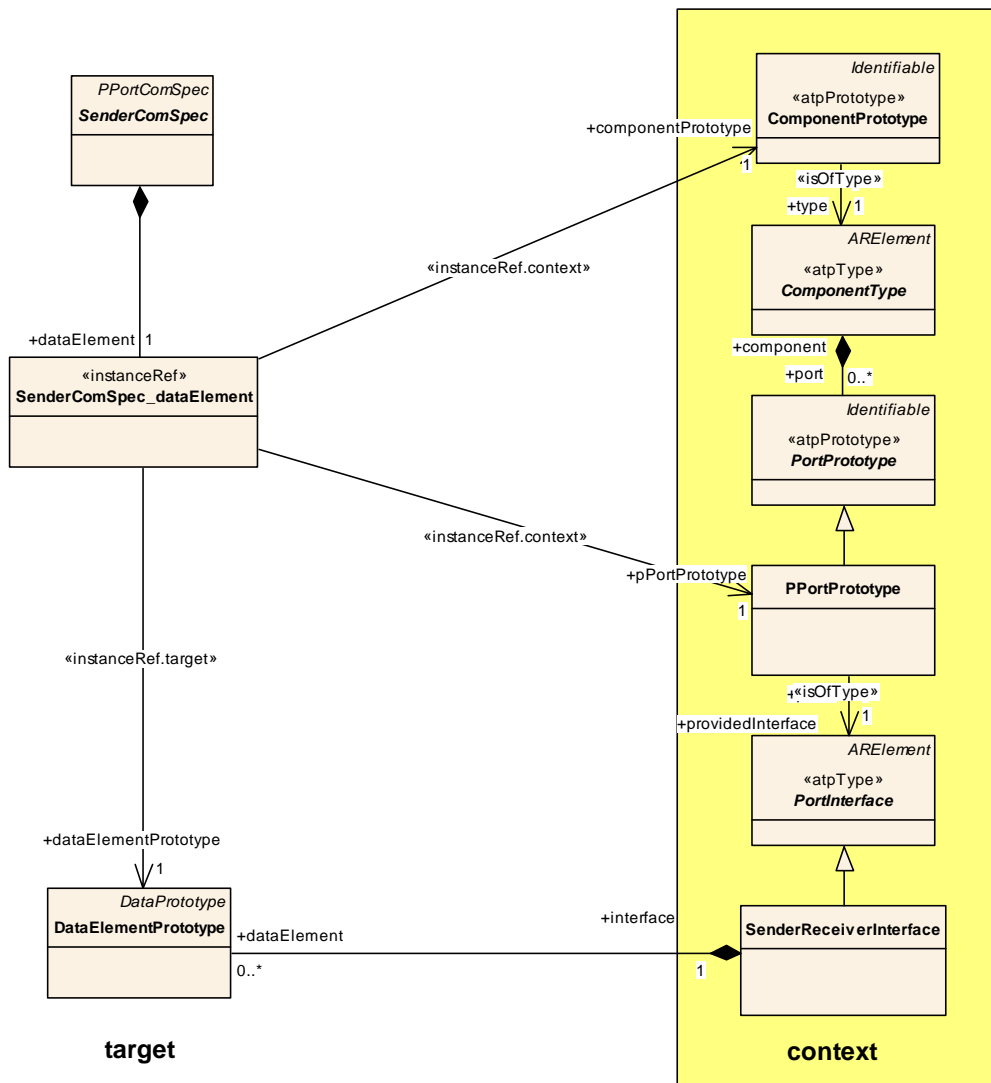 Identifiable
«atpPrototype»
ComponentPrototype
PPortComSpec
SenderComSpec
+componentPrototype
1
«isOfType»
+type 1
ARElement
«atpType»
ComponentType
«instanceRef.context»
+dataElement 1
+component
+port 0..*
«instanceRef»
SenderComSpec_dataElement
Identifiable
«atpPrototype»
PortPrototype
«instanceRef.context»
+pPortPrototype
1
PPortPrototype
«instanceRef.target»
«isOfType»
1
+providedInterface
ARElement
«atpType»
PortInterface
+dataElementPrototype
1
DataPrototype
DataElementPrototype
+dataElement
0..*
+interface
1
SenderReceiverInterface
target
context